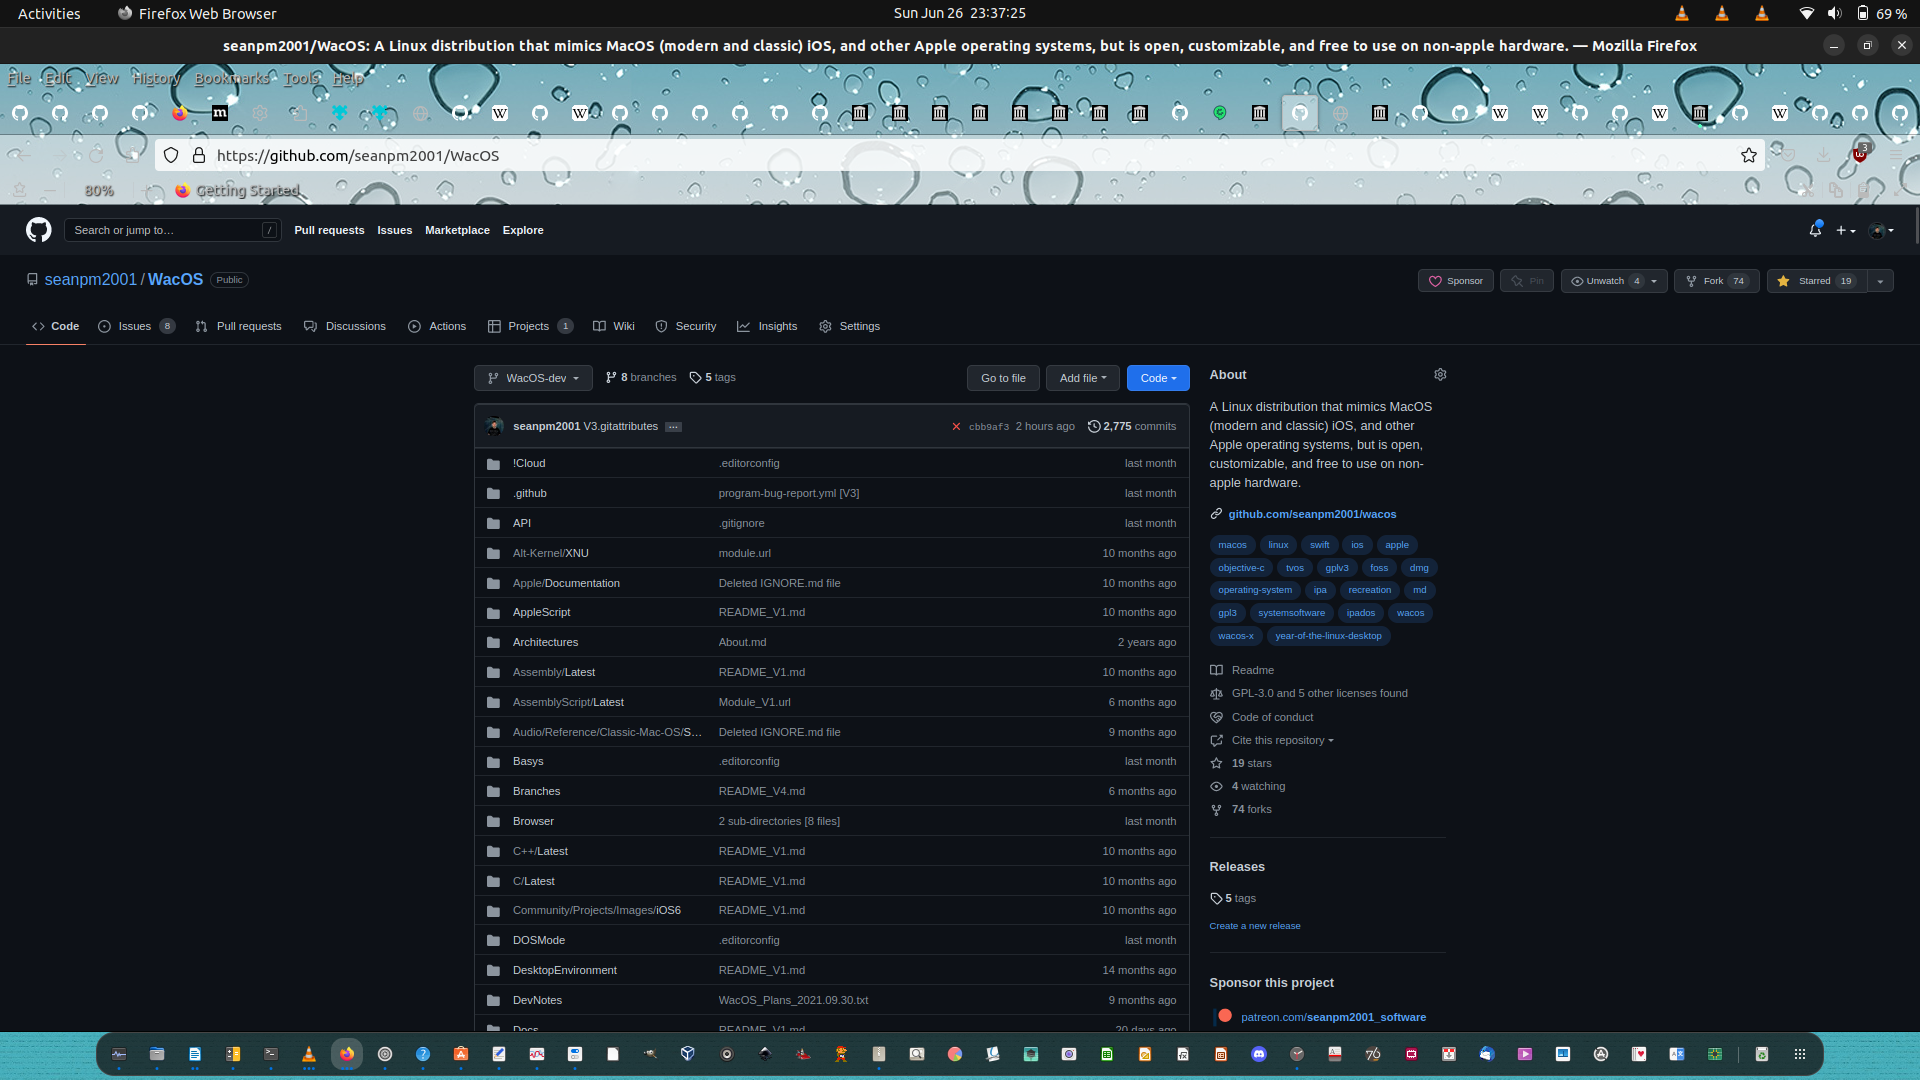 Activities Firefox Web Browser Sun Jun 26 23:37:25 69 %
seanpm2001/WacOS: A Linux distribution that mimics MacOS (modern and classic) iOS, and other Apple operating systems, but is open, customizable, and free to use on non-apple hardware. — Mozilla Firefox
File Edit View History Bookmarks Tools Help
https://github.com/seanpm2001/WacOS 3
80% Getting Started
Search or jump to… / Pull requests Issues Marketplace Explore
seanpm2001 / WacOS Public Sponsor Pin Unwatch 4 Fork 74 Starred 19
Code Issues 8 Pull requests Discussions Actions Projects 1 Wiki Security Insights Settings
WacOS-dev 8 branches 5 tags Go to file Add file Code
seanpm2001 V3.gitattributes ... cbb9af3 2 hours ago 2,775 commits
!Cloud .editorconfig last month
.github program-bug-report.yml [V3] last month
API .gitignore last month
Alt-Kernel/XNU module.url 10 months ago
Apple/Documentation Deleted IGNORE.md file 10 months ago
AppleScript README_V1.md 10 months ago
Architectures About.md 2 years ago
Assembly/Latest README_V1.md 10 months ago
AssemblyScript/Latest Module_V1.url 6 months ago
Audio/Reference/Classic-Mac-OS/S... Deleted IGNORE.md file 9 months ago
Basys .editorconfig last month
Branches README_V4.md 6 months ago
Browser 2 sub-directories [8 files] last month
C++/Latest README_V1.md 10 months ago
C/Latest README_V1.md 10 months ago
Community/Projects/Images/iOS6 README_V1.md 10 months ago
DOSMode .editorconfig last month
DesktopEnvironment README_V1.md 14 months ago
DevNotes WacOS_Plans_2021.09.30.txt 9 months ago
Docs README_V1.md 20 days ago
About
A Linux distribution that mimics MacOS
(modern and classic) iOS, and other
Apple operating systems, but is open,
customizable, and free to use on non-
apple hardware.
github.com/seanpm2001/wacos
macos linux swift ios apple
objective-c tvos gplv3 foss dmg
operating-system ipa recreation md
gpl3 systemsoftware ipados wacos
wacos-x year-of-the-linux-desktop
Readme
GPL-3.0 and 5 other licenses found
Code of conduct
Cite this repository
19 stars
4 watching
74 forks
Releases
5 tags
Create a new release
Sponsor this project
patreon.com/seanpm2001_software